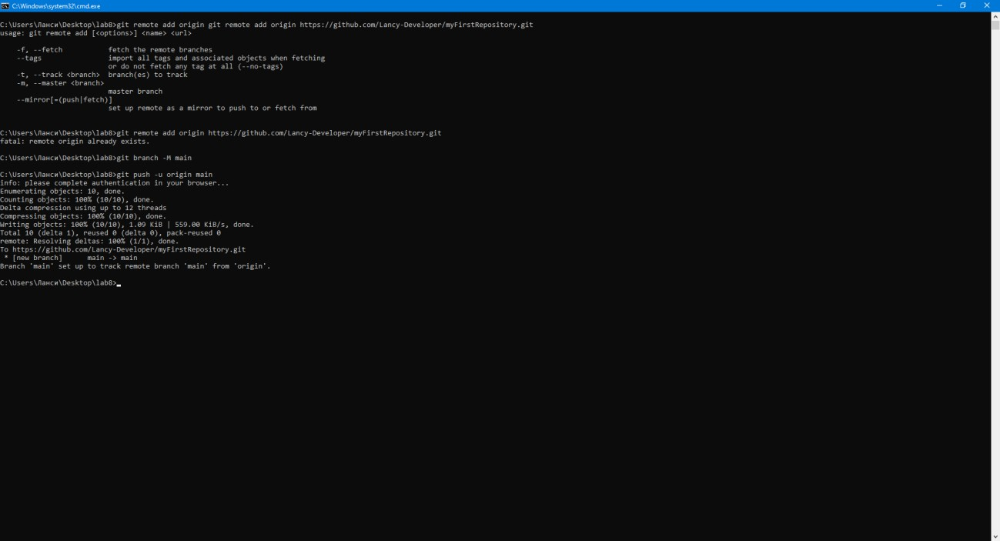 C:\Windows\system32\cmd.exe
C:\Users\Ланси\Desktop\lab8>git remote add origin git remote add origin https://github.com/Lancy-Developer/myFirstRepository.git
usage: git remote add [<options>] <name> <url>
-f, --fetch fetch the remote branches
--tags import all tags and associated objects when fetching
or do not fetch any tag at all (--no-tags)
-t, --track <branch> branch(es) to track
-m, --master <branch>
master branch
--mirror[=(push|fetch)]
set up remote as a mirror to push to or fetch from
C:\Users\Ланси\Desktop\lab8>git remote add origin https://github.com/Lancy-Developer/myFirstRepository.git
fatal: remote origin already exists.
C:\Users\Ланси\Desktop\lab8>git branch -M main
C:\Users\Ланси\Desktop\lab8>git push -u origin main
info: please complete authentication in your browser...
Enumerating objects: 10, done.
Counting objects: 100% (10/10), done.
Delta compression using up to 12 threads
Compressing objects: 100% (10/10), done.
Writing objects: 100% (10/10), 1.09 KiB | 559.00 KiB/s, done.
Total 10 (delta 1), reused 0 (delta 0), pack-reused 0
remote: Resolving deltas: 100% (1/1), done.
To https://github.com/Lancy-Developer/myFirstRepository.git
* [new branch] main -> main
Branch 'main' set up to track remote branch 'main' from 'origin'.
C:\Users\Ланси\Desktop\lab8>